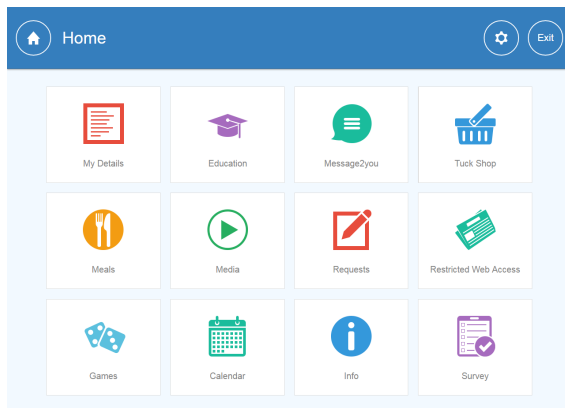 Home
Exit
My Details
Education
Message2you
Tuck Shop
Meals
Media
Requests
Restricted Web Access
Games
Calendar
Info
Survey